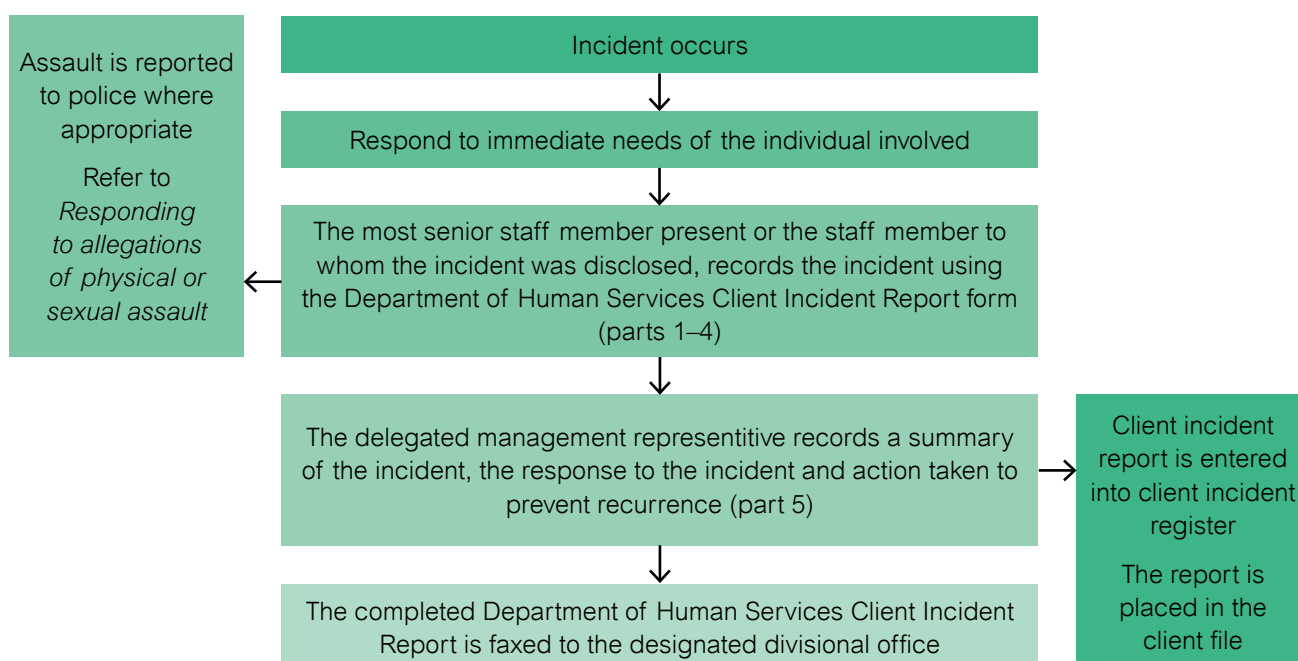 Incident occurs
Respond to immediate needs of the individual involved
The most senior staff member present or the staff member to
whom the incident was disclosed, records the incident using
the Department of Human Services Client Incident Report form
(parts 1–4)
Assault is reported
to police where
appropriate
Refer to
Responding
to allegations
of physical or
sexual assault
The delegated management representitive records a summary
of the incident, the response to the incident and action taken to
prevent recurrence (part 5)
Client incident
report is entered
into client incident
register
The report is
placed in the
client file
The completed Department of Human Services Client Incident
Report is faxed to the designated divisional office